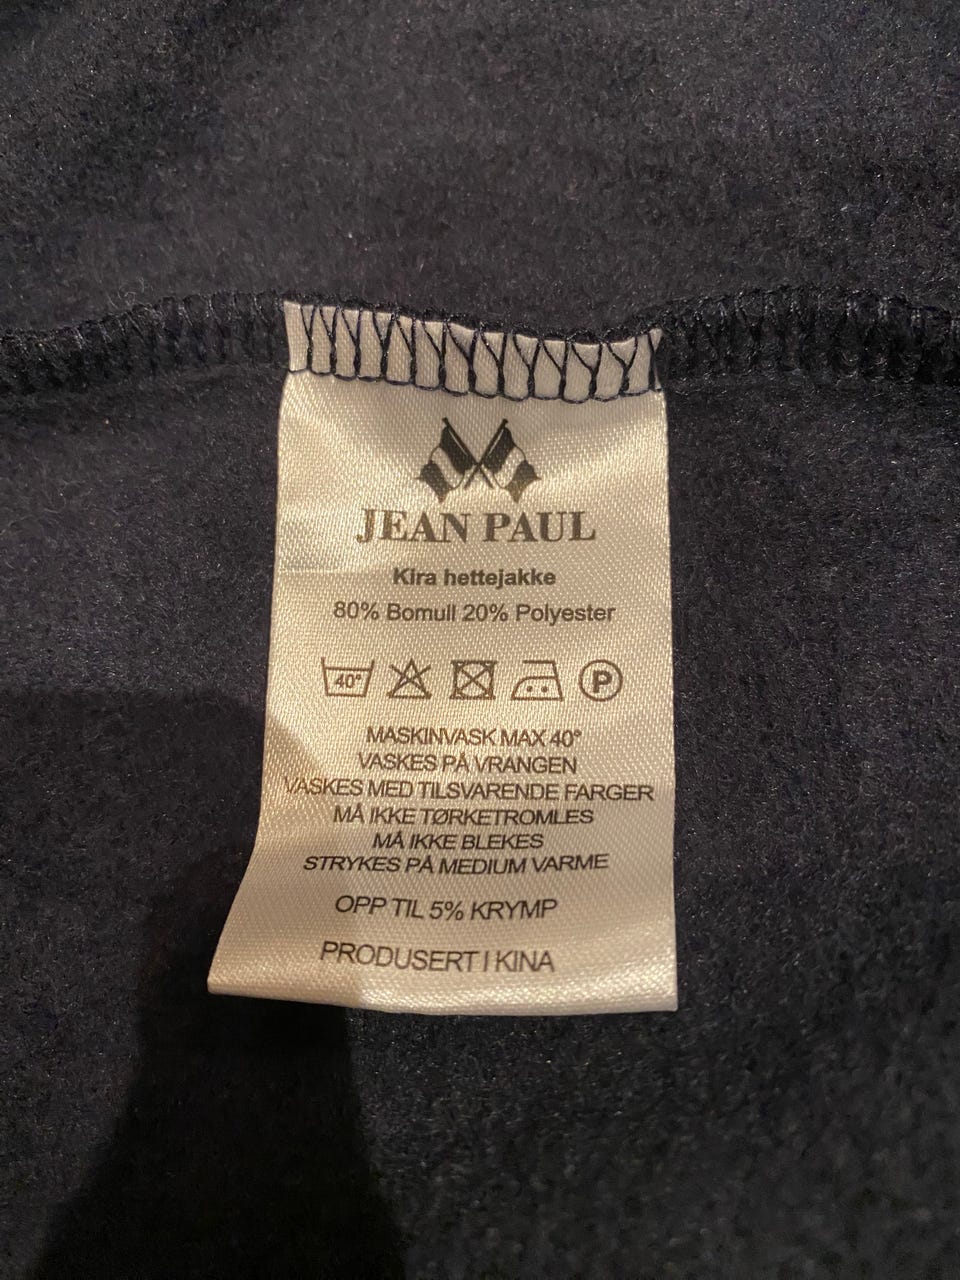 JEAN PAUL
Kira hettejakke
80% Bomull 20% Polyester
40° P
MASKINVASK MAX 40°
VASKES PÅ VRANGEN
VASKES MED TILSVARENDE FARGER
MÅ IKKE TØRKETROMLES
MÅ IKKE BLEKES
STRYKES PÅ MEDIUM VARME
OPP TIL 5% KRYMP
PRODUSERT I KINA